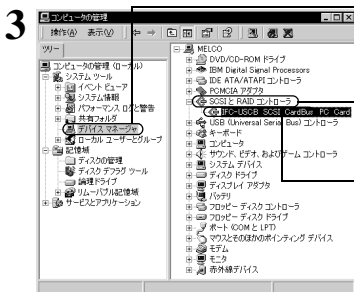 3
コンピュータの管理
操作(A) 表示(V)
ツリー
コンピュータの管理 (ローカル)
システム ツール
イベント ビューア
システム情報
パフォーマンス ログと警告
共有フォルダ
デバイス マネージャ
ローカル ユーザーとグループ
記憶域
ディスクの管理
ディスク デフラグ ツール
論理ドライブ
リムーバブル記憶域
サービスとアプリケーション
MELCO
DVD/CD-ROM ドライブ
IBM Digital Signal Processors
IDE ATA/ATAPI コントローラ
PCMCIA アダプタ
SCSI と RAID コントローラ
IFC-USCB SCSI CardBus PC Card
USB (Universal Serial Bus) コントローラ
キーボード
コンピュータ
サウンド、ビデオ、およびゲーム コントローラ
システム デバイス
ディスク ドライブ
ディスプレイ アダプタ
バッテリ
フロッピー ディスク コントローラ
フロッピー ディスク ドライブ
ポート (COM と LPT)
マウスとそのほかのポインティング デバイス
モデム
モニタ
赤外線デバイス